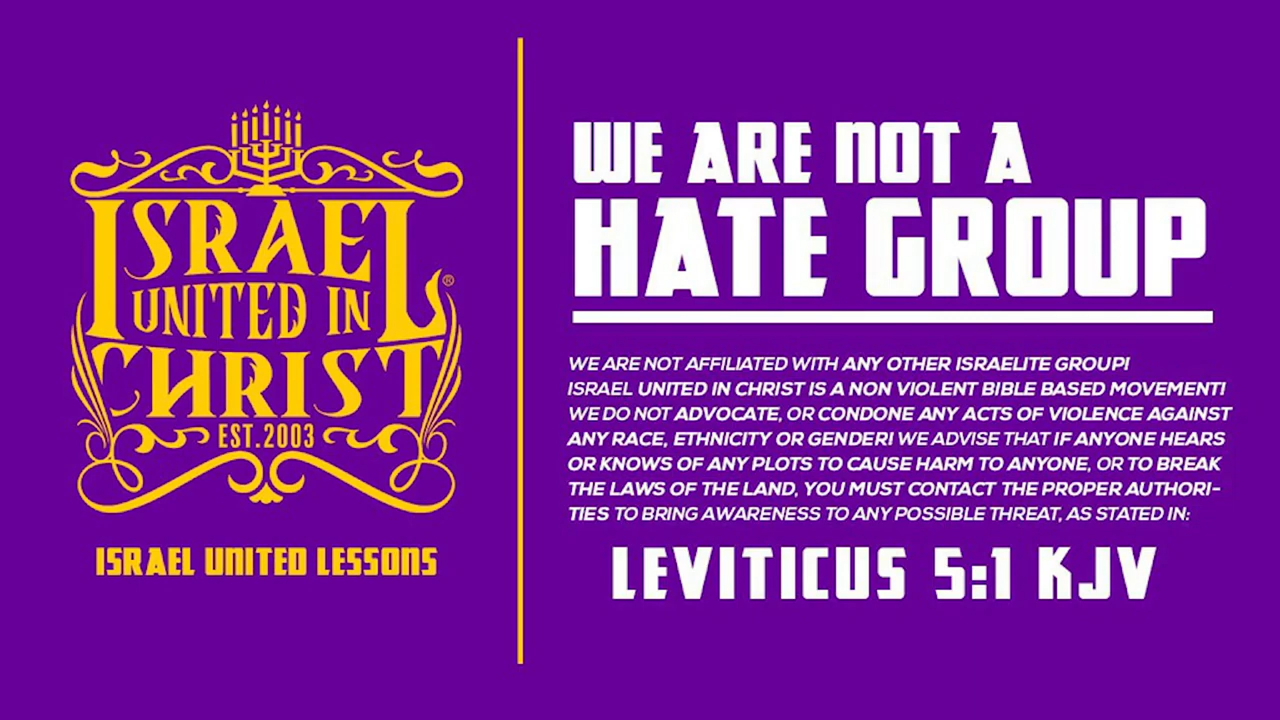 ISRAEL
UNITED IN
CHRIST
®
EST.2003
ISRAEL UNITED LESSONS
WE ARE NOT A
HATE GROUP
WE ARE NOT AFFILIATED WITH ANY OTHER ISRAELITE GROUP!
ISRAEL UNITED IN CHRIST IS A NON VIOLENT BIBLE BASED MOVEMENT!
WE DO NOT ADVOCATE, OR CONDONE ANY ACTS OF VIOLENCE AGAINST
ANY RACE, ETHNICITY OR GENDER! WE ADVISE THAT IF ANYONE HEARS
OR KNOWS OF ANY PLOTS TO CAUSE HARM TO ANYONE, OR TO BREAK
THE LAWS OF THE LAND, YOU MUST CONTACT THE PROPER AUTHORI-
TIES TO BRING AWARENESS TO ANY POSSIBLE THREAT, AS STATED IN:
LEVITICUS 5:1 KJV